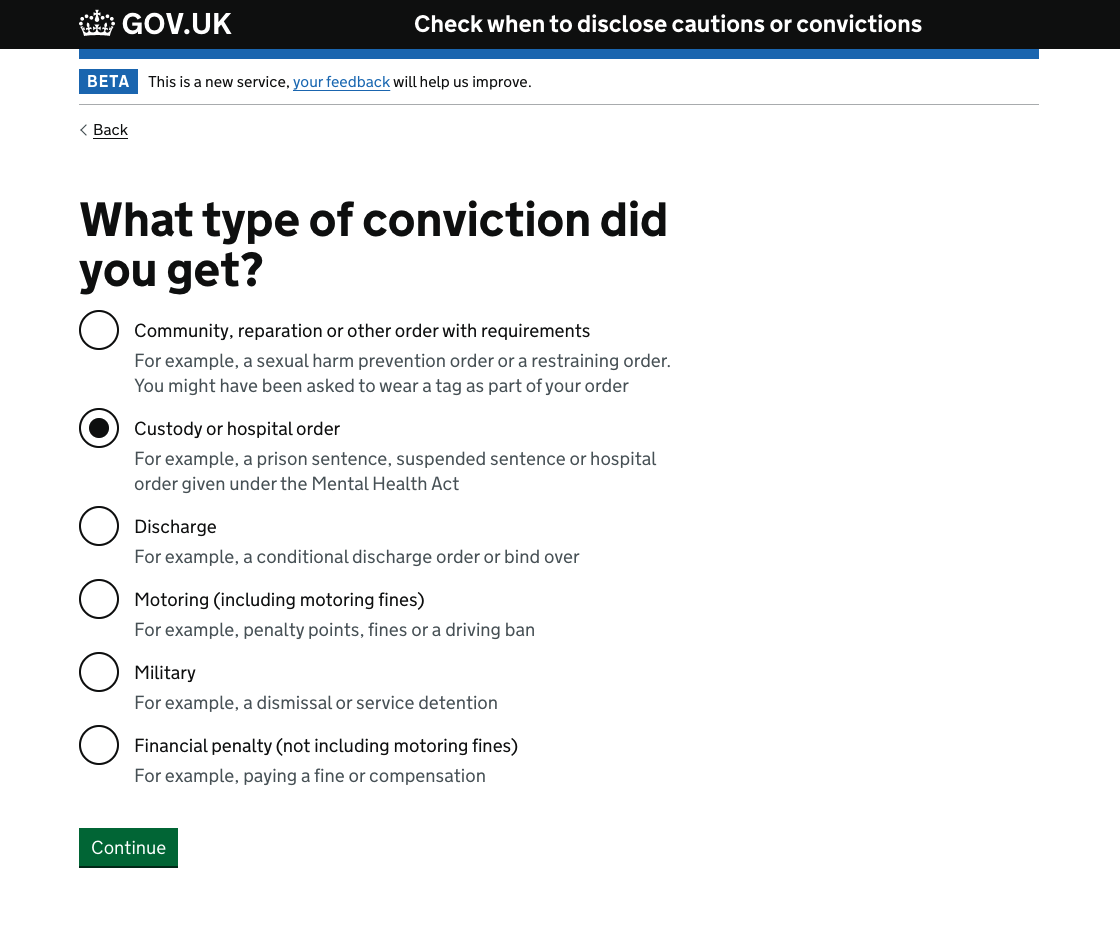 GOV.UK
Check when to disclose cautions or convictions
BETA
This is a new service, your feedback will help us improve.
Back
What type of conviction did
you get?
Community, reparation or other order with requirements
For example, a sexual harm prevention order or a restraining order.
You might have been asked to wear a tag as part of your order
Custody or hospital order
For example, a prison sentence, suspended sentence or hospital
order given under the Mental Health Act
Discharge
For example, a conditional discharge order or bind over
Motoring (including motoring fines)
For example, penalty points, fines or a driving ban
Military
For example, a dismissal or service detention
Financial penalty (not including motoring fines)
For example, paying a fine or compensation
Continue